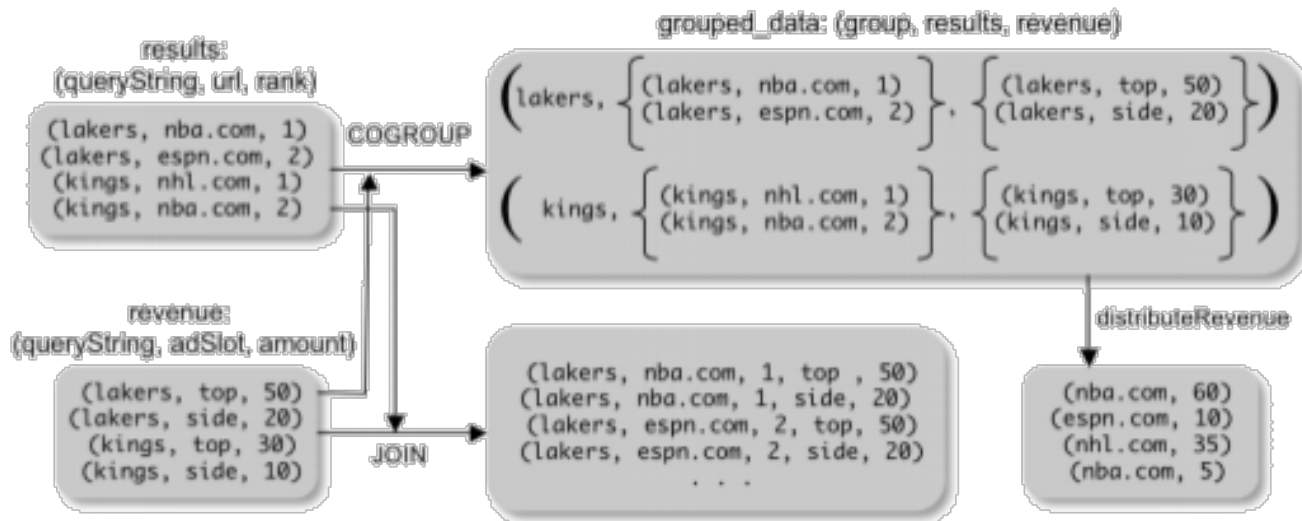 results:
(queryString, url, rank)
(lakers, nba.com, 1)
(lakers, espn.com, 2)
(kings, nhl.com, 1)
(kings, nba.com, 2)
COGROUP
grouped_data: (group, results, revenue)
(lakers, {(lakers, nba.com, 1)
(lakers, espn.com, 2)}, {(lakers, top, 50)
(lakers, side, 20)})
(kings, {(kings, nhl.com, 1)
(kings, nba.com, 2)}, {(kings, top, 30)
(kings, side, 10)})
revenue:
(queryString, adSlot, amount)
(lakers, top, 50)
(lakers, side, 20)
(kings, top, 30)
(kings, side, 10)
JOIN
(lakers, nba.com, 1, top , 50)
(lakers, nba.com, 1, side, 20)
(lakers, espn.com, 2, top, 50)
(lakers, espn.com, 2, side, 20)
. . .
distributeRevenue
(nba.com, 60)
(espn.com, 10)
(nhl.com, 35)
(nba.com, 5)